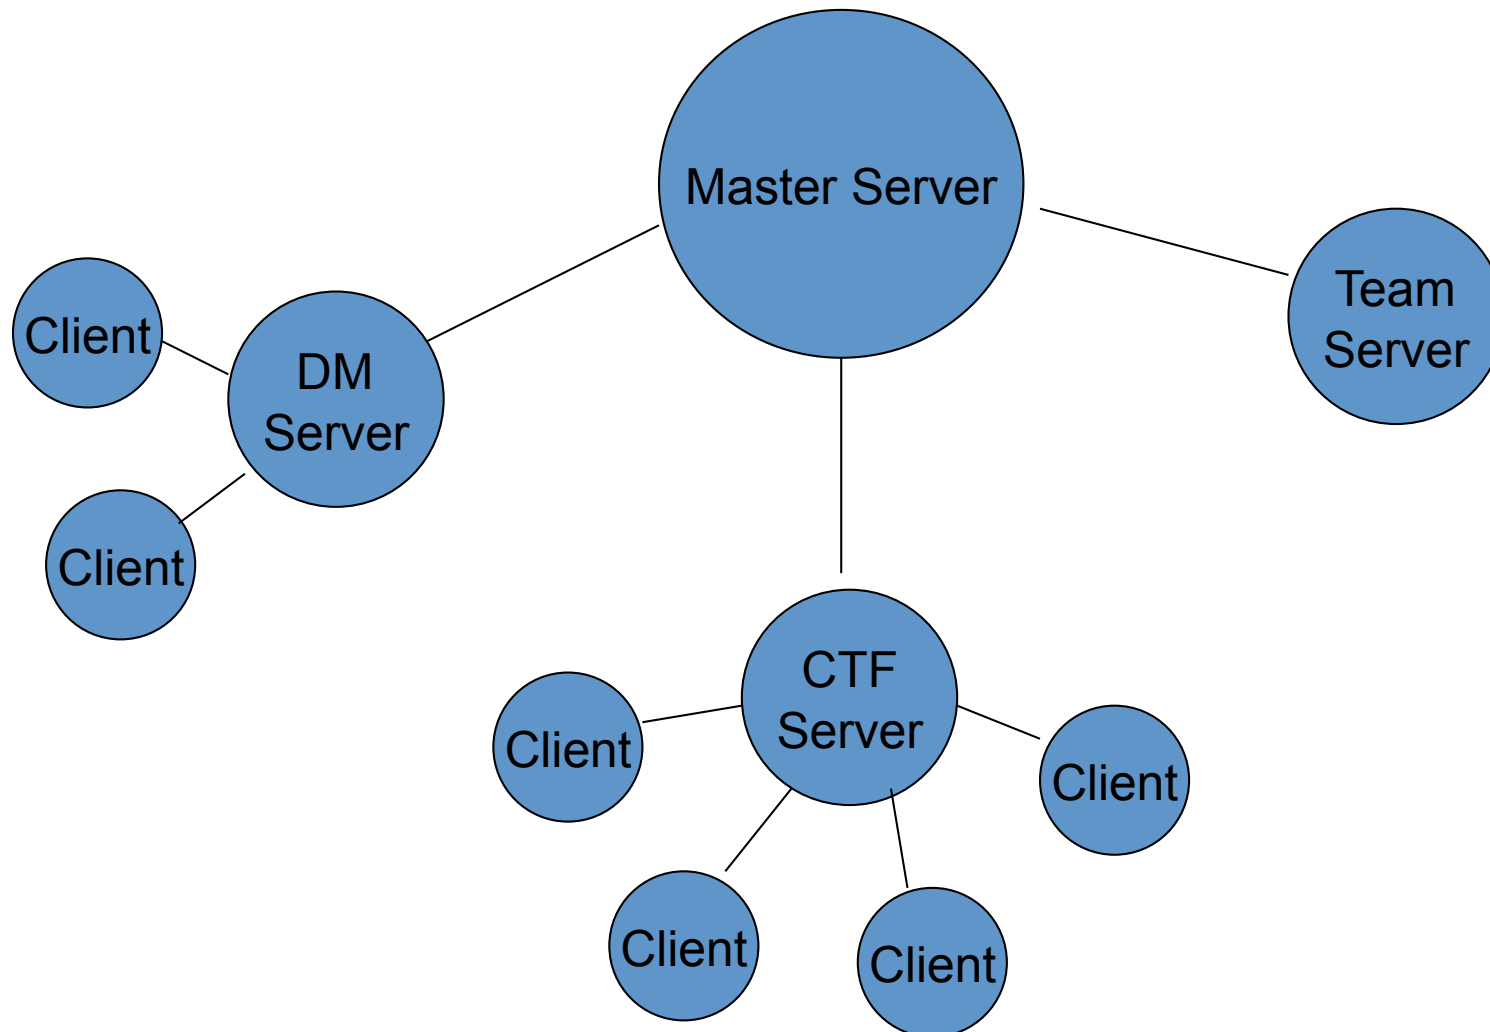 Master Server
Team
Server
Client
DM
Server
Client
CTF
Server
Client
Client
Client
Client